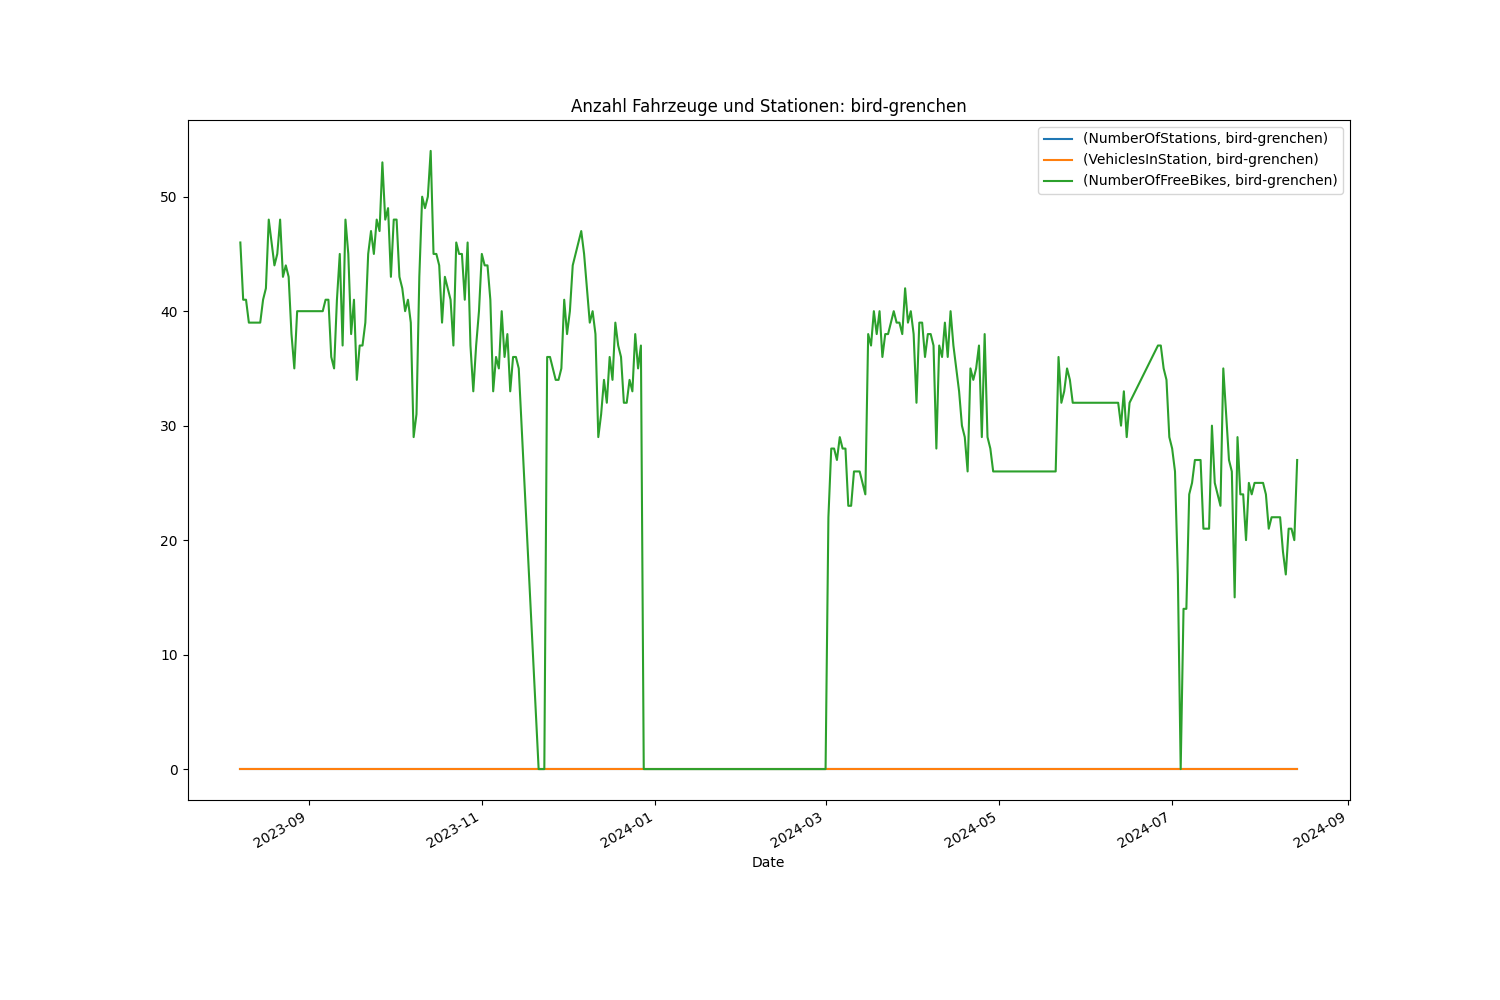 Anzahl Fahrzeuge und Stationen: bird-grenchen
(NumberOfStations, bird-grenchen)
(VehiclesInStation, bird-grenchen)
(NumberOfFreeBikes, bird-grenchen)
50
40
30
20
10
0
2023-09
2023-11
2024-01
2024-03
2024-05
2024-07
2024-09
Date